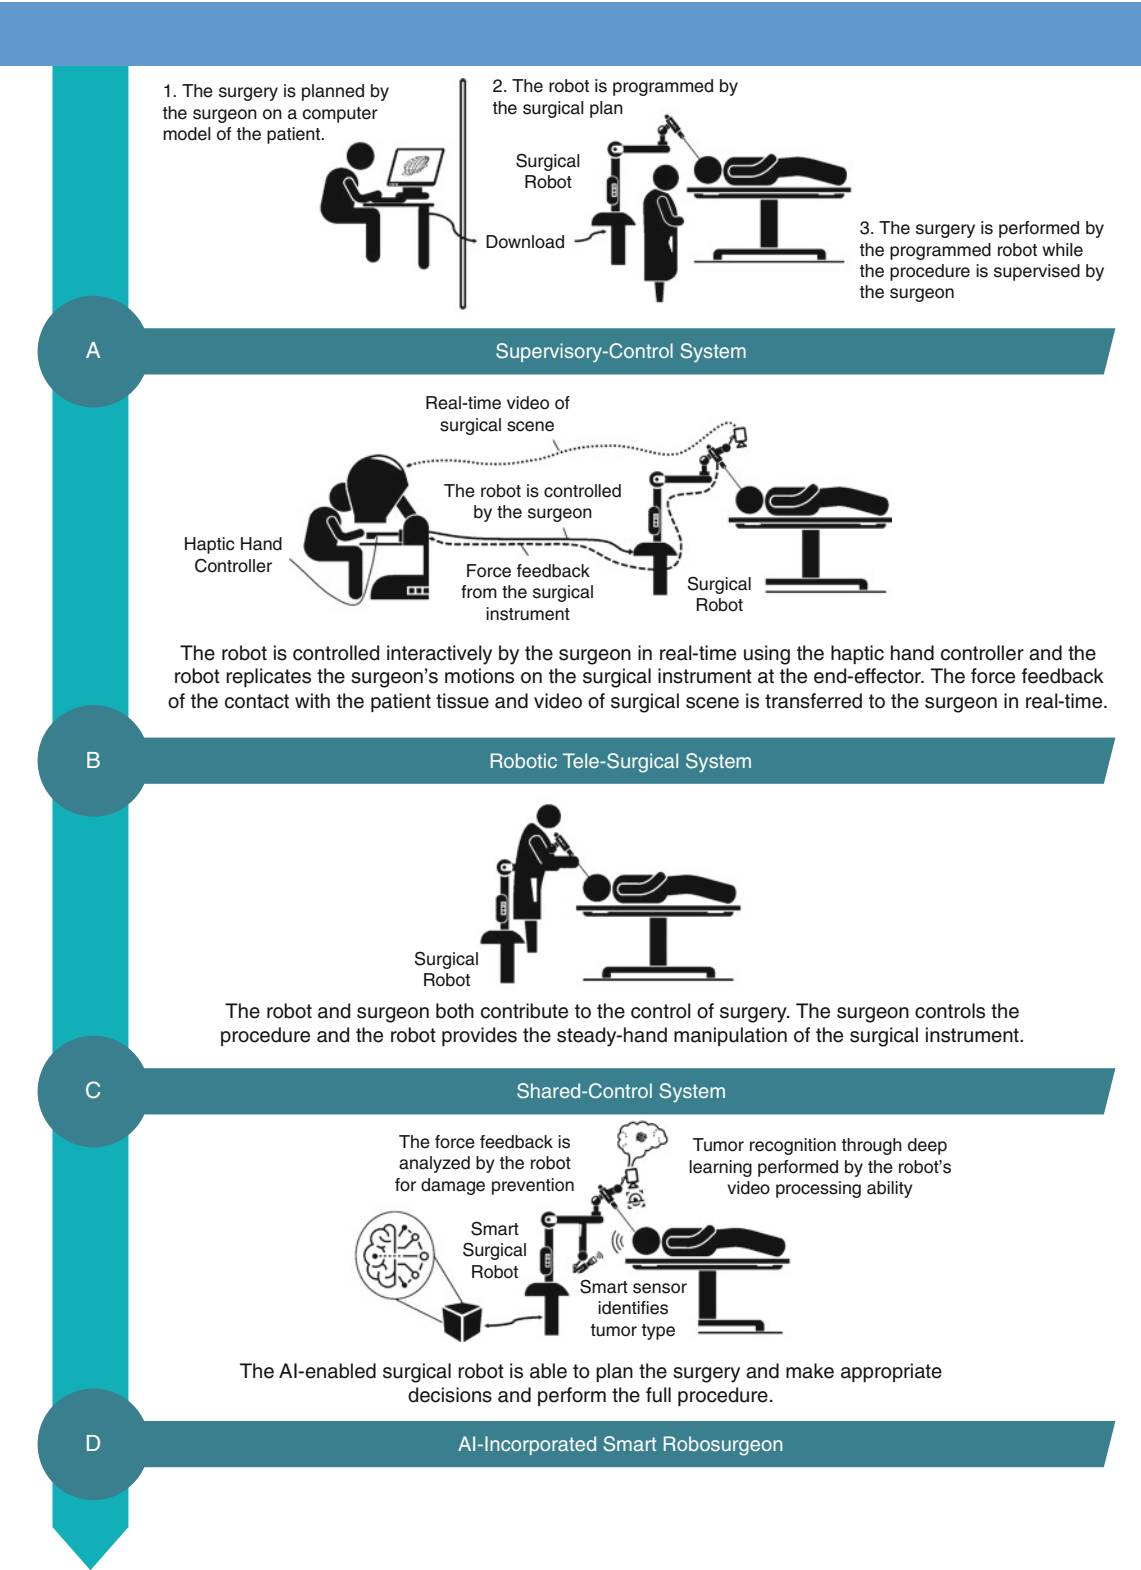 1. The surgery is planned by
the surgeon on a computer
model of the patient.
2. The robot is programmed by
the surgical plan
Surgical
Robot
Download
3. The surgery is performed by
the programmed robot while
the procedure is supervised by
the surgeon
A
Supervisory-Control System
Real-time video of
surgical scene
The robot is controlled
by the surgeon
Haptic Hand
Controller
Force feedback
from the surgical
instrument
Surgical
Robot
The robot is controlled interactively by the surgeon in real-time using the haptic hand controller and the
robot replicates the surgeon's motions on the surgical instrument at the end-effector. The force feedback
of the contact with the patient tissue and video of surgical scene is transferred to the surgeon in real-time.
B
Robotic Tele-Surgical System
Surgical
Robot
The robot and surgeon both contribute to the control of surgery. The surgeon controls the
procedure and the robot provides the steady-hand manipulation of the surgical instrument.
C
Shared-Control System
The force feedback is
analyzed by the robot
for damage prevention
Tumor recognition through deep
learning performed by the robot's
video processing ability
Smart
Surgical
Robot
Smart sensor
identifies
tumor type
The AI-enabled surgical robot is able to plan the surgery and make appropriate
decisions and perform the full procedure.
D
AI-Incorporated Smart Robosurgeon